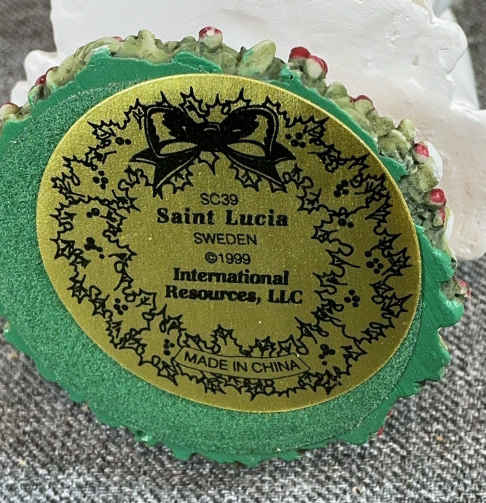 SC39
Saint Lucia
SWEDEN
©1999
International
Resources, LLC
MADE IN CHINA